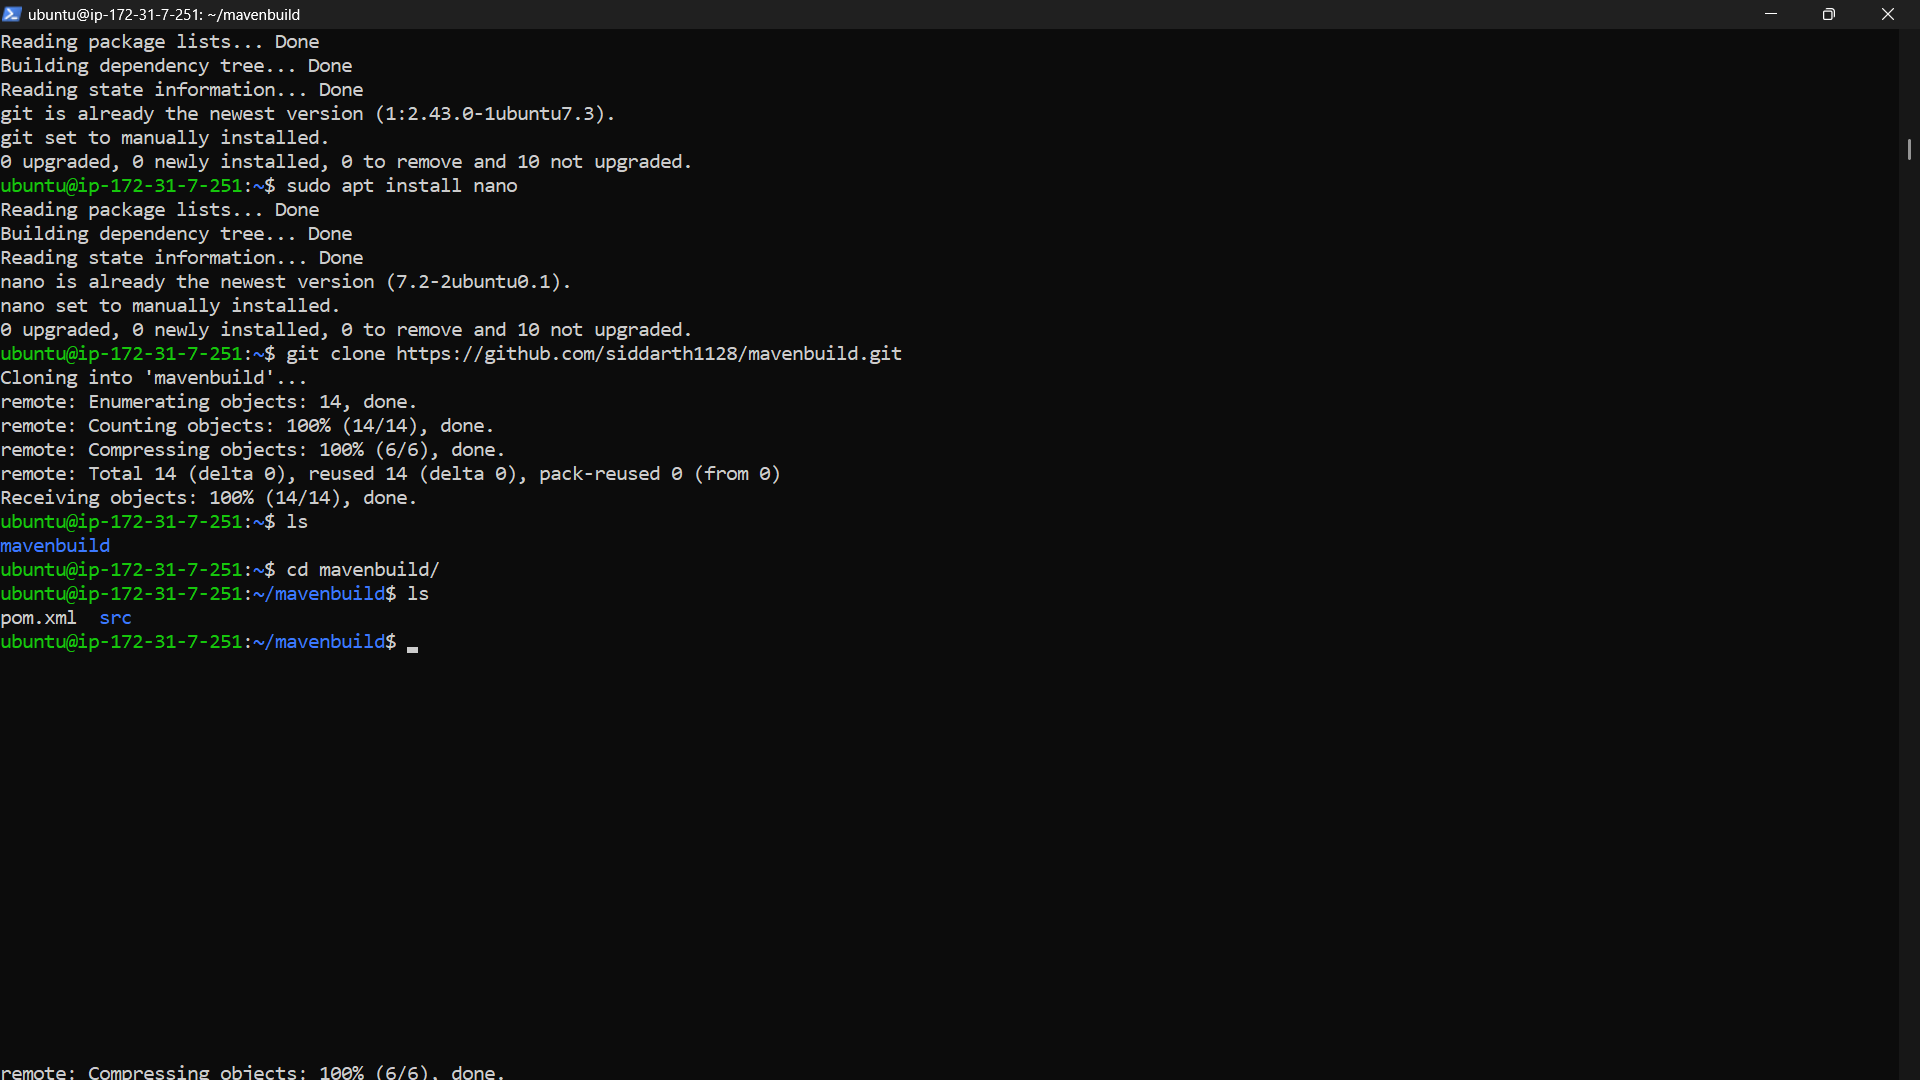 ubuntu@ip-172-31-7-251: ~/mavenbuild
Reading package lists... Done
Building dependency tree... Done
Reading state information... Done
git is already the newest version (1:2.43.0-1ubuntu7.3).
git set to manually installed.
0 upgraded, 0 newly installed, 0 to remove and 10 not upgraded.
ubuntu@ip-172-31-7-251:~$ sudo apt install nano
Reading package lists... Done
Building dependency tree... Done
Reading state information... Done
nano is already the newest version (7.2-2ubuntu0.1).
nano set to manually installed.
0 upgraded, 0 newly installed, 0 to remove and 10 not upgraded.
ubuntu@ip-172-31-7-251:~$ git clone https://github.com/siddarth1128/mavenbuild.git
Cloning into 'mavenbuild'...
remote: Enumerating objects: 14, done.
remote: Counting objects: 100% (14/14), done.
remote: Compressing objects: 100% (6/6), done.
remote: Total 14 (delta 0), reused 14 (delta 0), pack-reused 0 (from 0)
Receiving objects: 100% (14/14), done.
ubuntu@ip-172-31-7-251:~$ ls
mavenbuild
ubuntu@ip-172-31-7-251:~$ cd mavenbuild/
ubuntu@ip-172-31-7-251:~/mavenbuild$ ls
pom.xml  src
ubuntu@ip-172-31-7-251:~/mavenbuild$
remote: Compressing objects: 100% (6/6), done.